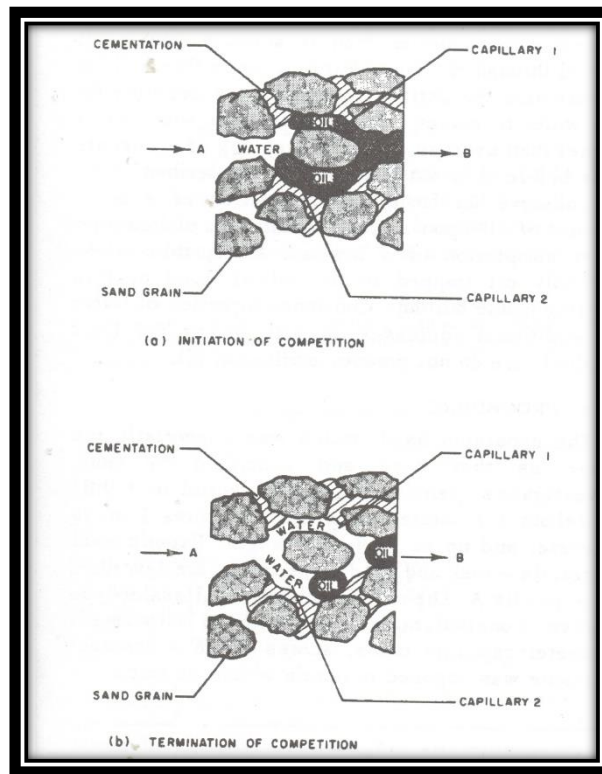 CEMENTATION
CAPILLARY 1
OIL
A
WATER
B
OIL
SAND GRAIN
CAPILLARY 2
(a) INITIATION OF COMPETITION
CEMENTATION
CAPILLARY 1
WATER
A
OIL
B
WATER
OIL
SAND GRAIN
CAPILLARY 2
(b) TERMINATION OF COMPETITION